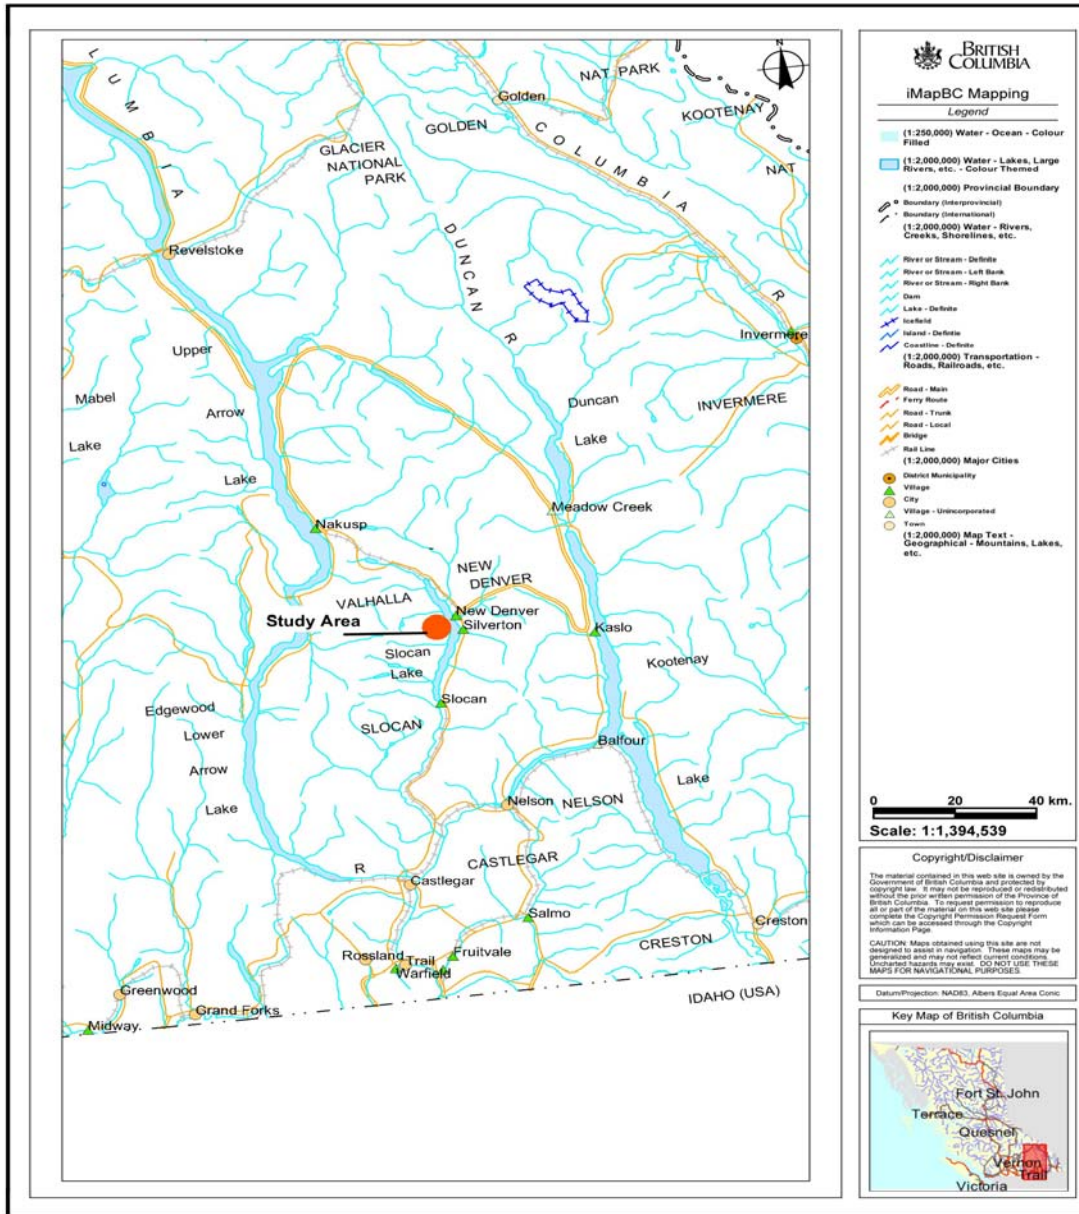 L
U
M
B
I
A
N
NAT PARK
Golden
KOOTENAY
GOLDEN
C O L U M B I A
GLACIER
NATIONAL
PARK
NAT
DUNCAN
R
Revelstoke
R
Invermere
Upper
Mabel
Arrow
Duncan
INVERMERE
Lake
Lake
Lake
Meadow Creek
Nakusp
NEW
DENVER
VALHALLA
New Denver
Study Area
Silverton
Kaslo
Slocan
Lake
Kootenay
Slocan
Edgewood
SLOCAN
Lower
Balfour
Arrow
Lake
Lake
Nelson
NELSON
R
CASTLEGAR
Castlegar
Salmo
Creston
CRESTON
Rossland
Fruitvale
Trail
Warfield
Greenwood
IDAHO (USA)
Grand Forks
Midway
BRITISH
COLUMBIA
iMapBC Mapping
Legend
(1:250,000) Water - Ocean - Colour
Filled
(1:2,000,000) Water - Lakes, Large
Rivers, etc. - Colour Themed
(1:2,000,000) Provincial Boundary
Boundary (Interprovincial)
Boundary (International)
(1:2,000,000) Water - Rivers,
Creeks, Shorelines, etc.
River or Stream - Definite
River or Stream - Left Bank
River or Stream - Right Bank
Dam
Lake - Definite
Icefield
Island - Defintie
Coastline - Definite
(1:2,000,000) Transportation -
Roads, Railroads, etc.
Road - Main
Ferry Route
Road - Trunk
Road - Local
Bridge
Rail Line
(1:2,000,000) Major Cities
District Municipality
Village
City
Village - Unincorporated
Town
(1:2,000,000) Map Text -
Geographical - Mountains, Lakes,
etc.
0 20 40 km.
Scale: 1:1,394,539
Copyright/Disclaimer
The material contained in this web site is owned by the
Government of British Columbia and protected by
copyright law. It may not be reproduced or redistributed
without the prior written permission of the Province of
British Columbia. To request permission to reproduce
all or part of the material on this web site please
complete the Copyright Permission Request Form
which can be accessed through the Copyright
Information Page.
CAUTION: Maps obtained using this site are not
designed to assist in navigation. These maps may be
generalized and may not reflect current conditions.
Uncharted hazards may exist. DO NOT USE THESE
MAPS FOR NAVIGATIONAL PURPOSES.
Datum/Projection: NAD83, Albers Equal Area Conic
Key Map of British Columbia
Fort St. John
Terrace
Quesnel
Vernon
Trail
Victoria